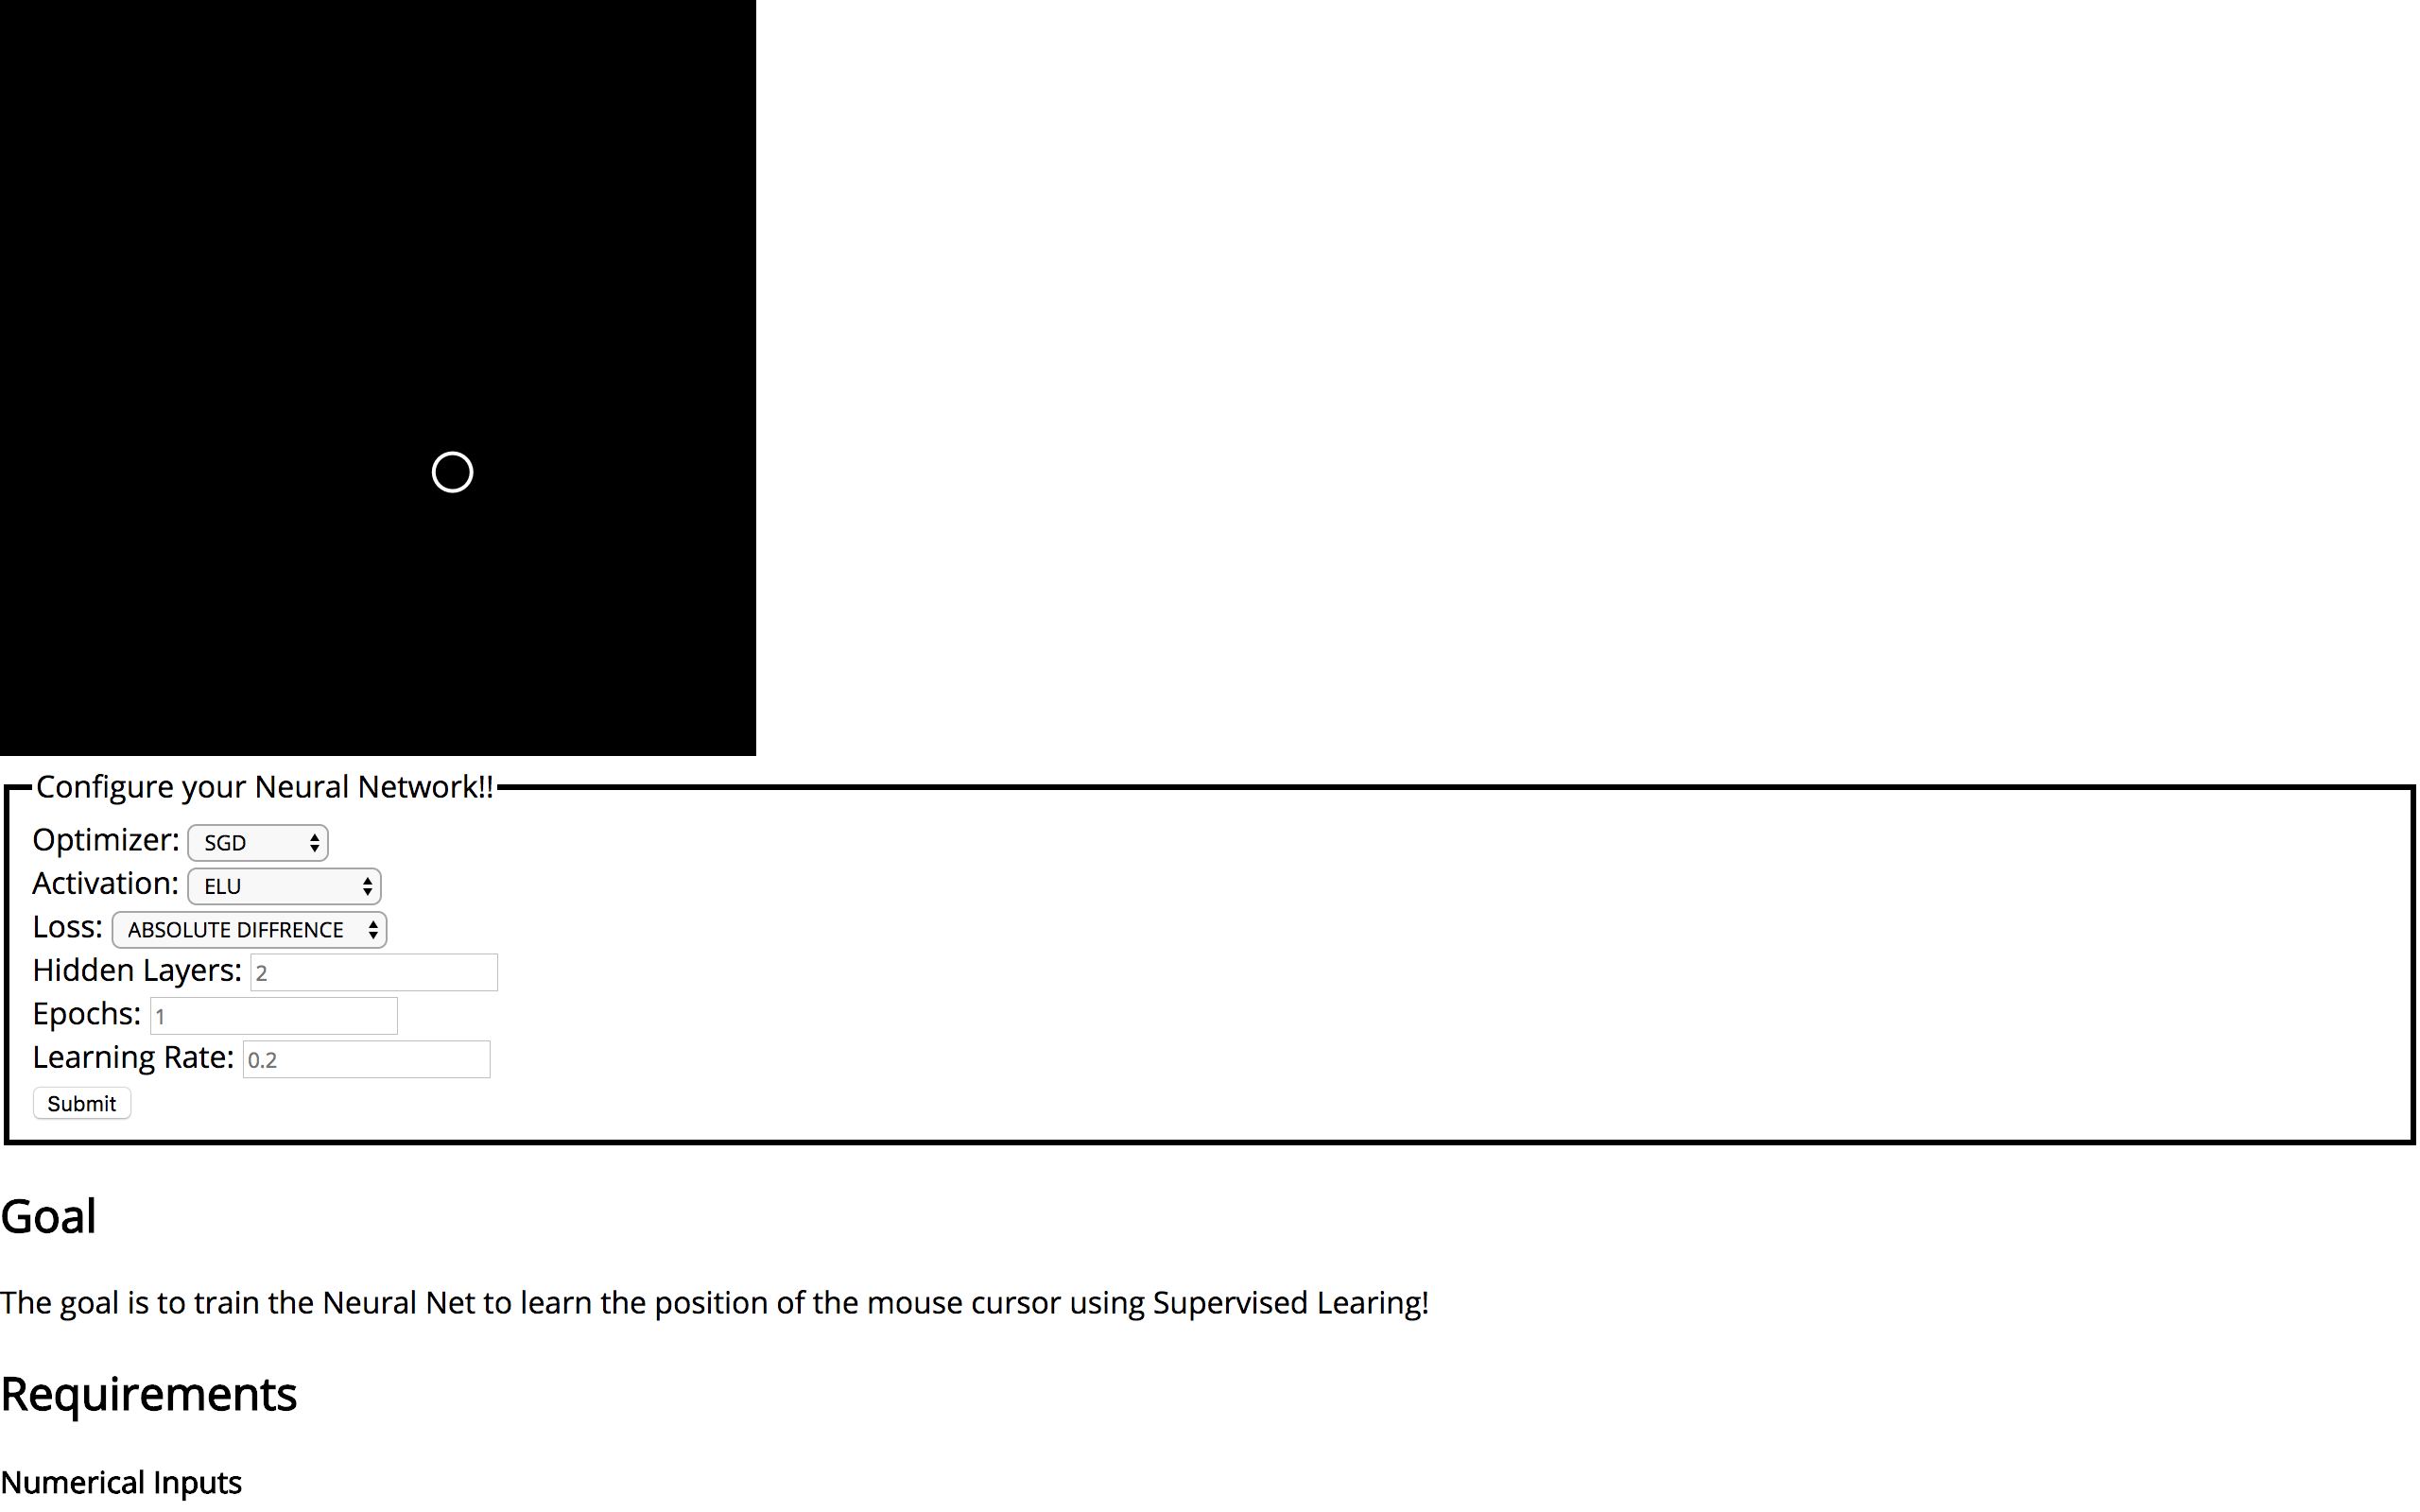 Configure your Neural Network!!
Optimizer: SGD
Activation: ELU
Loss: ABSOLUTE DIFFRENCE
Hidden Layers: 2
Epochs: 1
Learning Rate: 0.2
Submit
Goal
The goal is to train the Neural Net to learn the position of the mouse cursor using Supervised Learing!
Requirements
Numerical Inputs